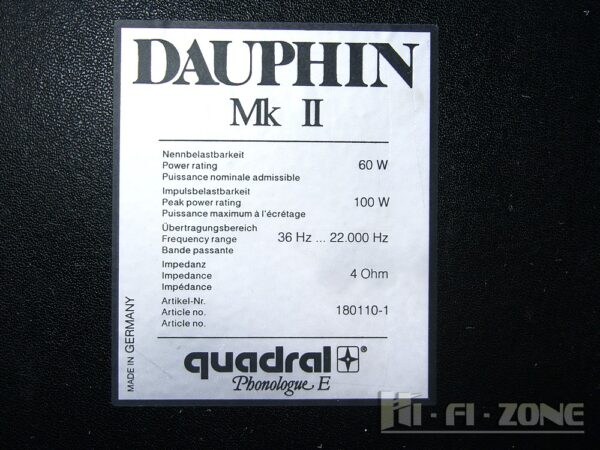 DAUPHIN
Mk II
Nennbelastbarkeit
Power rating 60 W
Puissance nominale admissible
Impulsbelastbarkeit
Peak power rating 100 W
Puissance maximum à l'écrétage
Übertragungsbereich
Frequency range 36 Hz ... 22.000 Hz
Bande passante
Impedanz
Impedance 4 Ohm
Impédance
Artikel-Nr.
Article no. 180110-1
Article no.
MADE IN GERMANY
quadral®
Phonologue E
HI-FI-ZONE